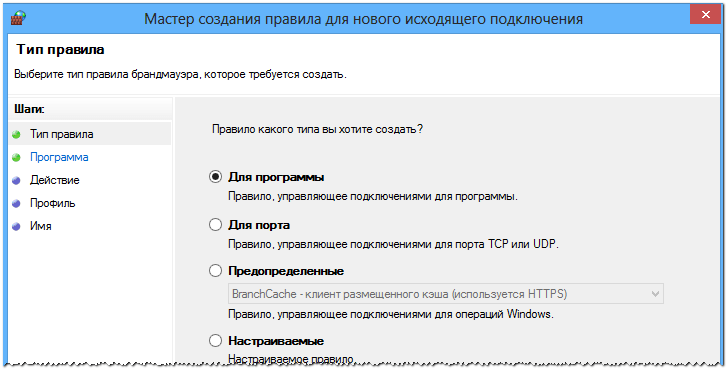 Мастер создания правила для нового исходящего подключения
Тип правила
Выберите тип правила брандмауэра, которое требуется создать.
Шаги:
Тип правила
Программа
Действие
Профиль
Имя
Правило какого типа вы хотите создать?
Для программы
Правило, управляющее подключениями для программы.
Для порта
Правило, управляющее подключениями для порта TCP или UDP.
Предопределенные
BranchCache - клиент размещенного кэша (используется HTTPS)
Правило, управляющее подключениями для операций Windows.
Настраиваемые
Настраиваемое правило.